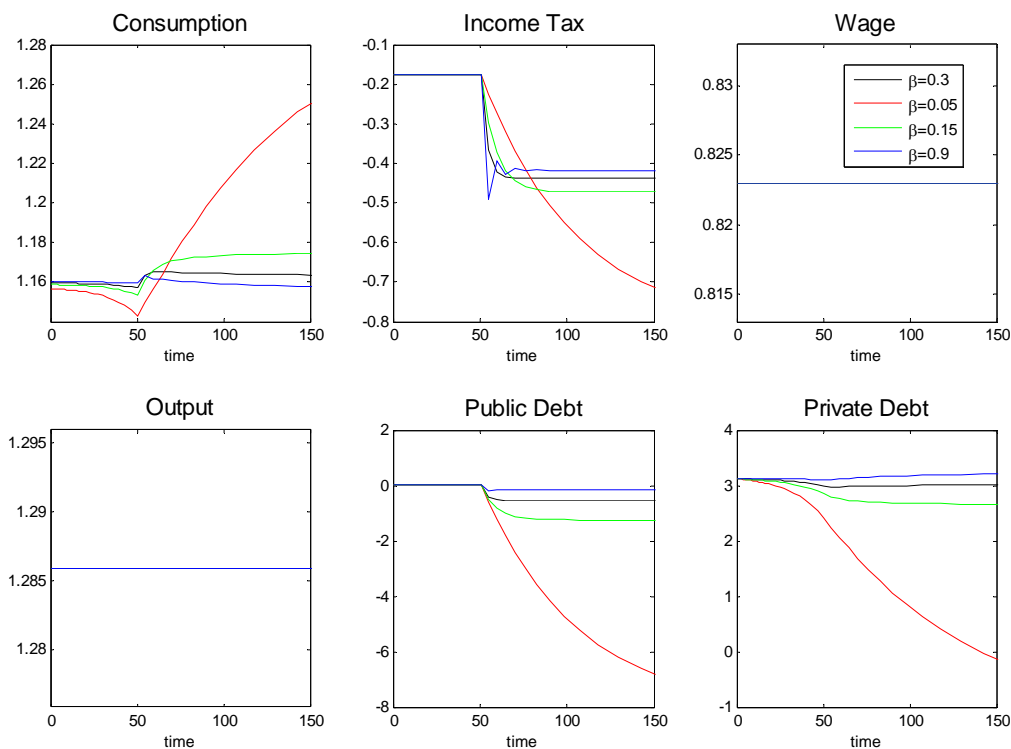 Consumption
1.28
1.26
1.24
1.22
1.2
1.18
1.16
0 50 100 150
time
Income Tax
-0.1
-0.2
-0.3
-0.4
-0.5
-0.6
-0.7
-0.8
0 50 100 150
time
Wage
0.83
0.825
0.82
0.815
β=0.3
β=0.05
β=0.15
β=0.9
0 50 100 150
time
Output
1.295
1.29
1.285
1.28
0 50 100 150
time
Public Debt
2
0
-2
-4
-6
-8
0 50 100 150
time
Private Debt
4
3
2
1
0
-1
0 50 100 150
time